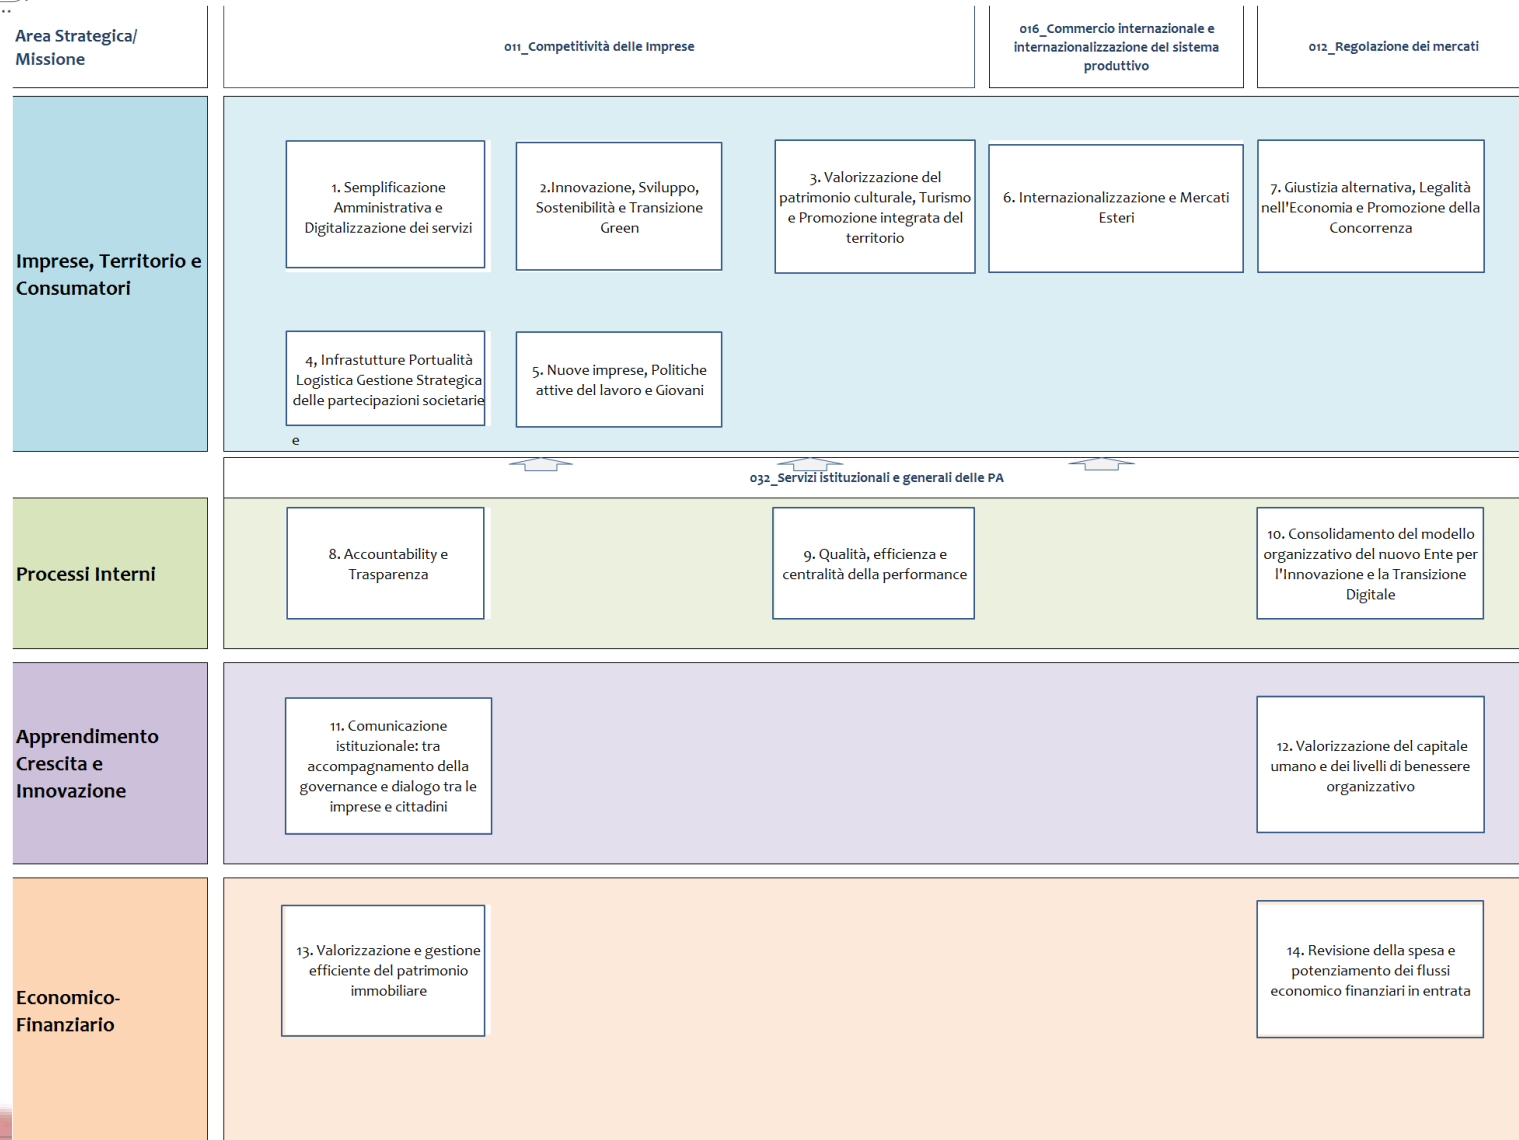 Area Strategica/
Missione
011_Competitività delle Imprese
016_Commercio internazionale e
internazionalizzazione del sistema
produttivo
012_Regolazione dei mercati
Imprese, Territorio e
Consumatori
1. Semplificazione
Amministrativa e
Digitalizzazione dei servizi
2.Innovazione, Sviluppo,
Sostenibilità e Transizione
Green
3. Valorizzazione del
patrimonio culturale, Turismo
e Promozione integrata del
territorio
6. Internazionalizzazione e Mercati
Esteri
7. Giustizia alternativa, Legalità
nell'Economia e Promozione della
Concorrenza
4, Infrastutture Portualità
Logistica Gestione Strategica
delle partecipazioni societarie
e
5. Nuove imprese, Politiche
attive del lavoro e Giovani
032_Servizi istituzionali e generali delle PA
Processi Interni
8. Accountability e
Trasparenza
9. Qualità, efficienza e
centralità della performance
10. Consolidamento del modello
organizzativo del nuovo Ente per
l'Innovazione e la Transizione
Digitale
Apprendimento
Crescita e
Innovazione
11. Comunicazione
istituzionale: tra
accompagnamento della
governance e dialogo tra le
imprese e cittadini
12. Valorizzazione del capitale
umano e dei livelli di benessere
organizzativo
Economico-
Finanziario
13. Valorizzazione e gestione
efficiente del patrimonio
immobiliare
14. Revisione della spesa e
potenziamento dei flussi
economico finanziari in entrata